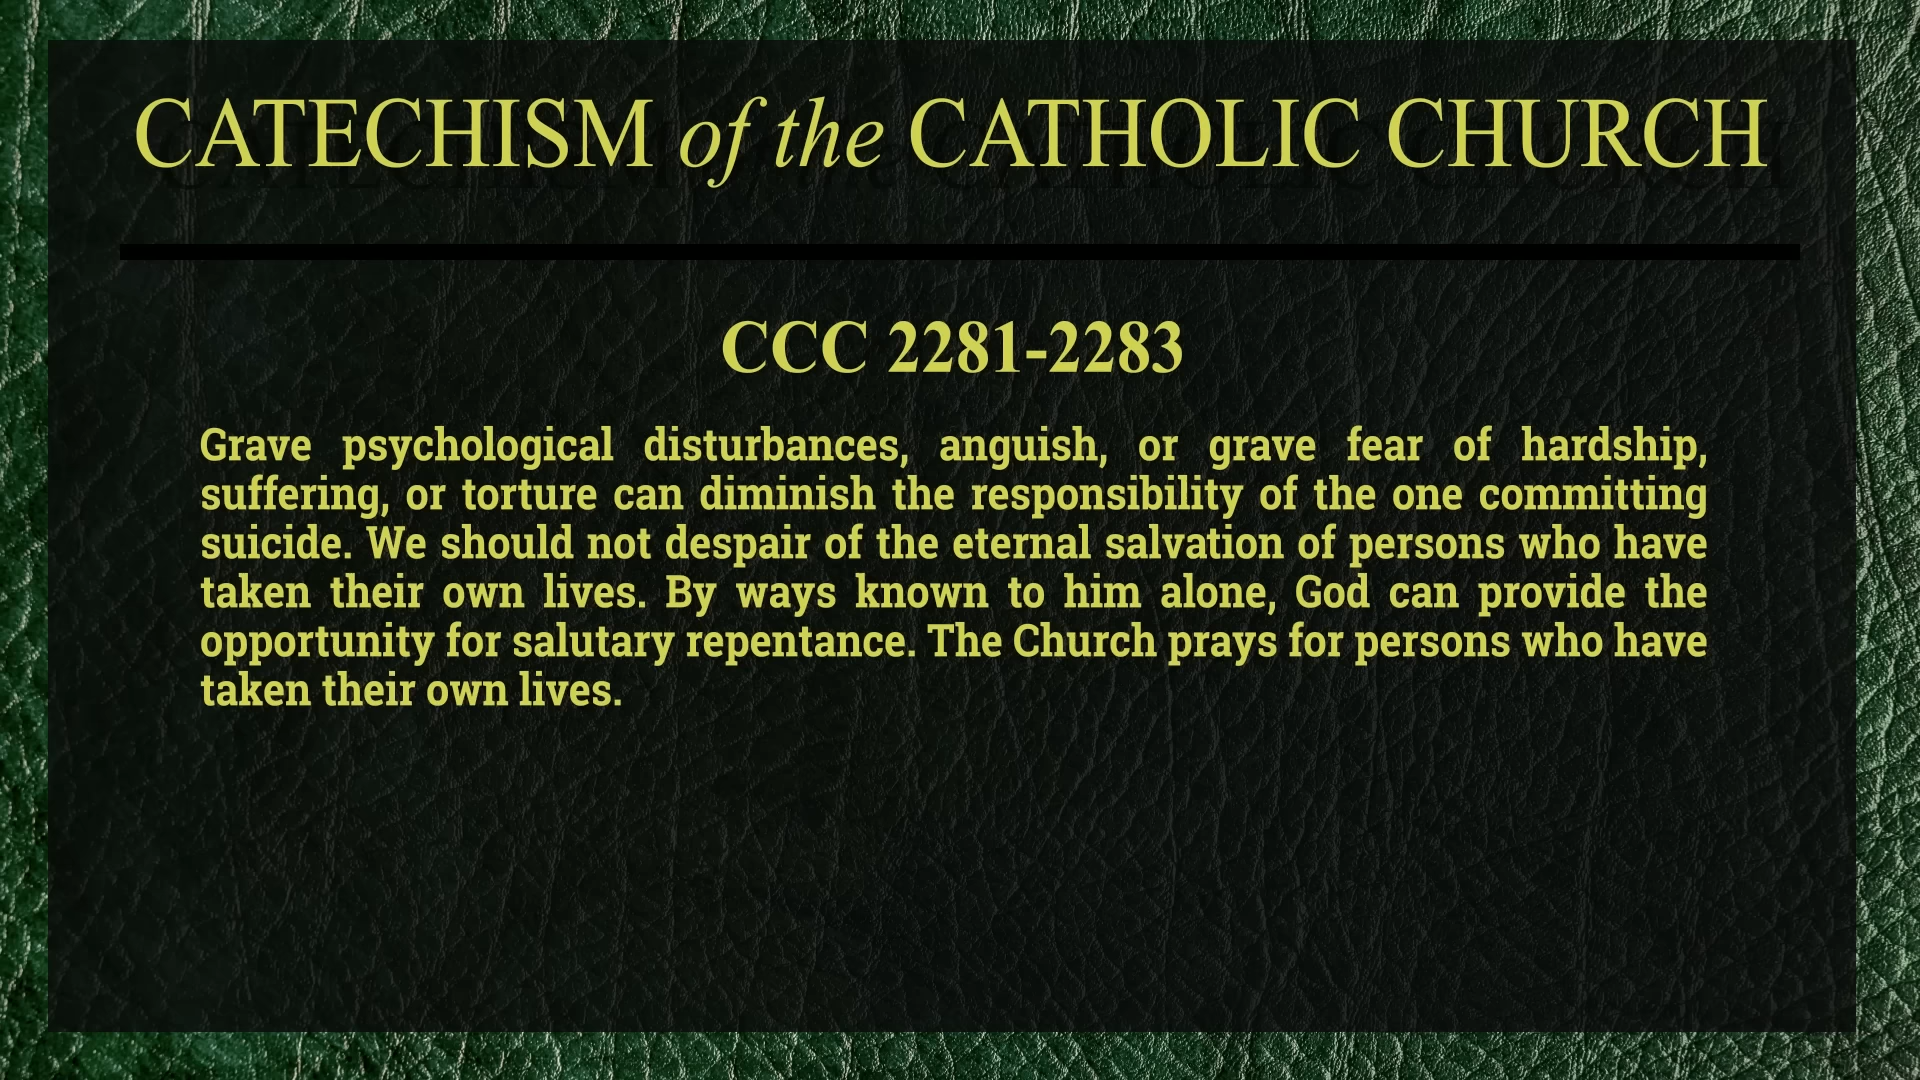 CATECHISM of the CATHOLIC CHURCH
CCC 2281-2283
Grave psychological disturbances, anguish, or grave fear of hardship,
suffering, or torture can diminish the responsibility of the one committing
suicide. We should not despair of the eternal salvation of persons who have
taken their own lives. By ways known to him alone, God can provide the
opportunity for salutary repentance. The Church prays for persons who have
taken their own lives.